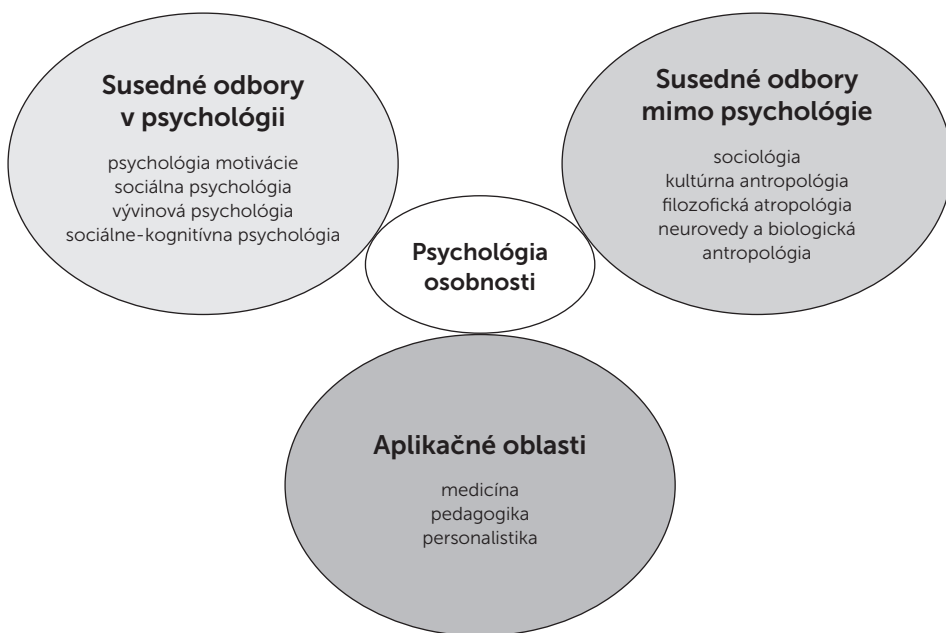 Susedné odbory
v psychológii
psychológia motivácie
sociálna psychológia
vývinová psychológia
sociálne-kognitívna psychológia
Susedné odbory
mimo psychológie
sociológia
kultúrna antropológia
filozofická atropológia
neurovedy a biologická
antropológia
Psychológia
osobnosti
Aplikačné oblasti
medicína
pedagogika
personalistika